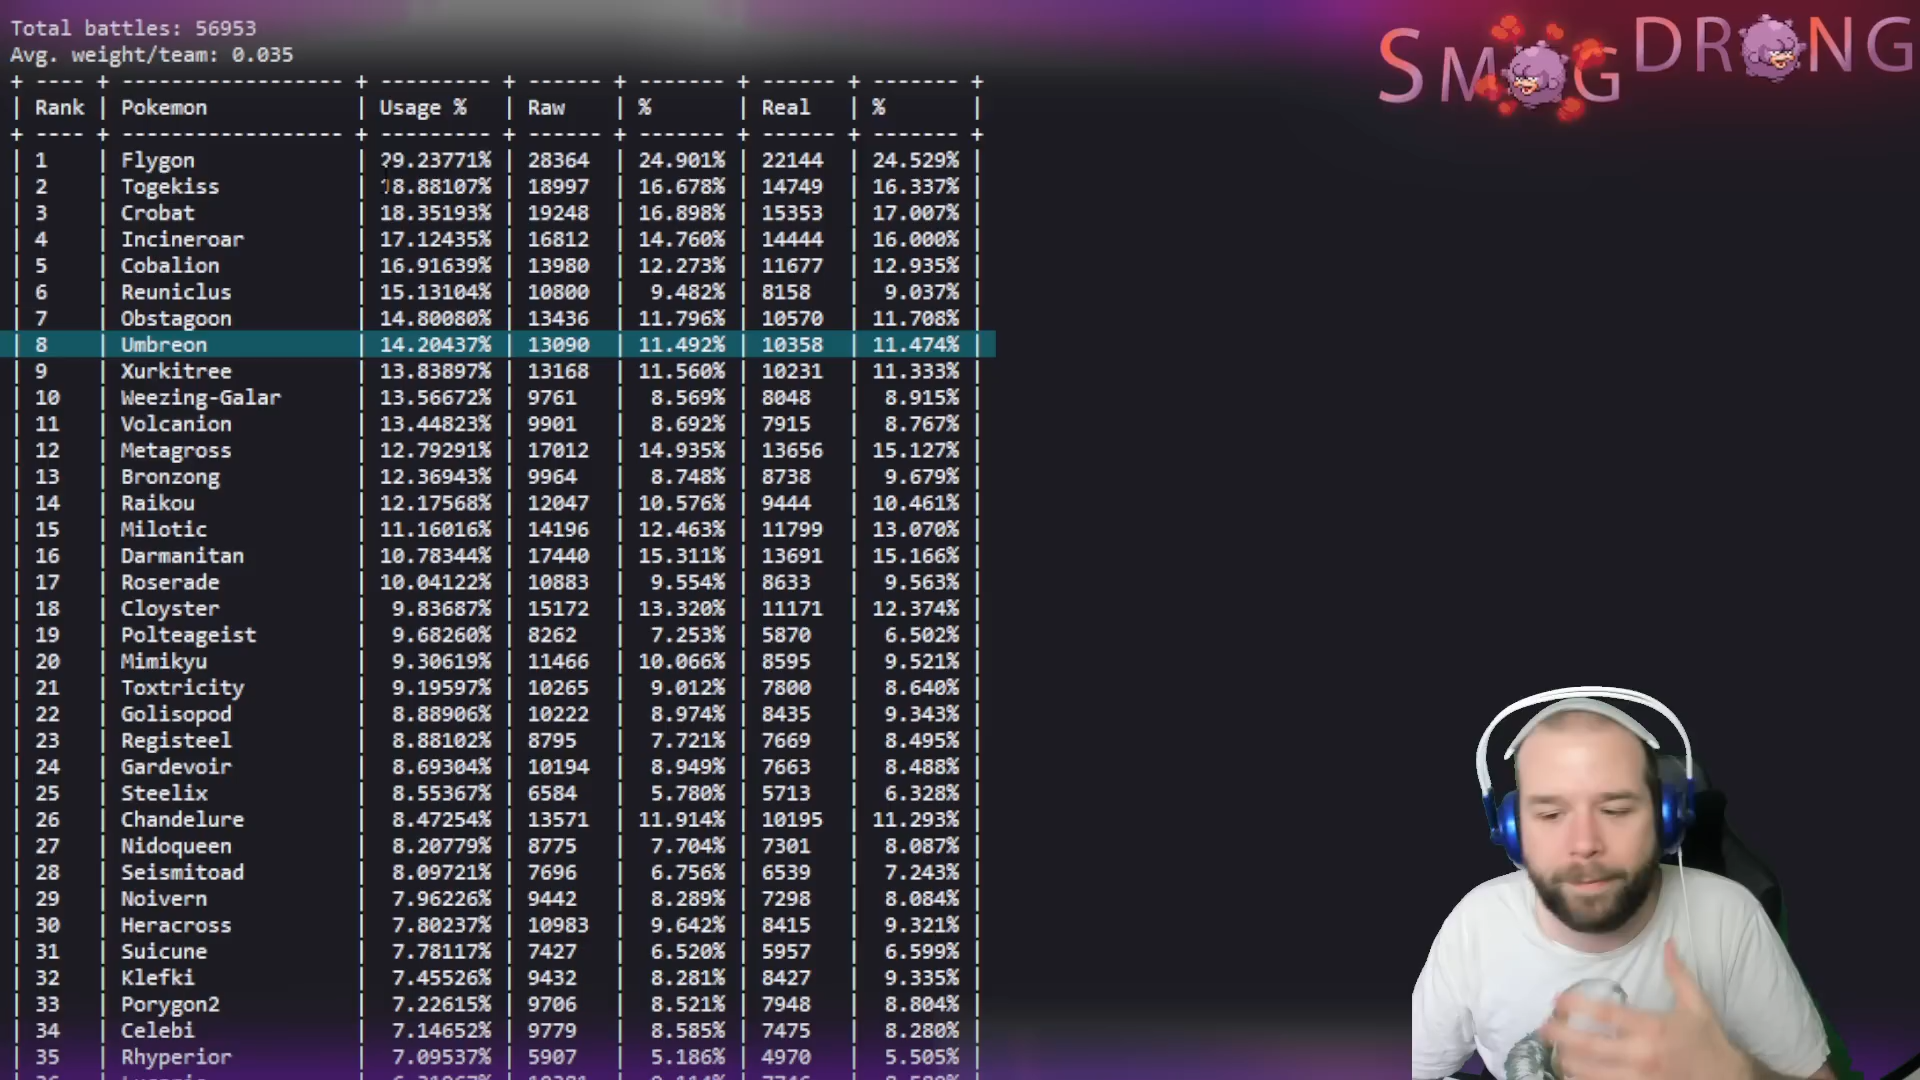 SMOG DRONG
Total battles: 56953
Avg. weight/team: 0.035
+ ---- + ------------------ + --------- + ------ + ------- + ------ + ------- +
| Rank | Pokemon | Usage % | Raw | % | Real | % |
+ ---- + ------------------ + --------- + ------ + ------- + ------ + ------- +
| 1 | Flygon | 29.23771% | 28364 | 24.901% | 22144 | 24.529% |
| 2 | Togekiss | 18.88107% | 18997 | 16.678% | 14749 | 16.337% |
| 3 | Crobat | 18.35193% | 19248 | 16.898% | 15353 | 17.007% |
| 4 | Incineroar | 17.12435% | 16812 | 14.760% | 14444 | 16.000% |
| 5 | Cobalion | 16.91639% | 13980 | 12.273% | 11677 | 12.935% |
| 6 | Reuniclus | 15.13104% | 10800 | 9.482% | 8158 | 9.037% |
| 7 | Obstagoon | 14.80080% | 13436 | 11.796% | 10570 | 11.708% |
| 8 | Umbreon | 14.20437% | 13090 | 11.492% | 10358 | 11.474% |
| 9 | Xurkitree | 13.83897% | 13168 | 11.560% | 10231 | 11.333% |
| 10 | Weezing-Galar | 13.56672% | 9761 | 8.569% | 8048 | 8.915% |
| 11 | Volcanion | 13.44823% | 9901 | 8.692% | 7915 | 8.767% |
| 12 | Metagross | 12.79291% | 17012 | 14.935% | 13656 | 15.127% |
| 13 | Bronzong | 12.36943% | 9964 | 8.748% | 8738 | 9.679% |
| 14 | Raikou | 12.17568% | 12047 | 10.576% | 9444 | 10.461% |
| 15 | Milotic | 11.16016% | 14196 | 12.463% | 11799 | 13.070% |
| 16 | Darmanitan | 10.78344% | 17440 | 15.311% | 13691 | 15.166% |
| 17 | Roserade | 10.04122% | 10883 | 9.554% | 8633 | 9.563% |
| 18 | Cloyster | 9.83687% | 15172 | 13.320% | 11171 | 12.374% |
| 19 | Polteageist | 9.68260% | 8262 | 7.253% | 5870 | 6.502% |
| 20 | Mimikyu | 9.30619% | 11466 | 10.066% | 8595 | 9.521% |
| 21 | Toxtricity | 9.19597% | 10265 | 9.012% | 7800 | 8.640% |
| 22 | Golisopod | 8.88906% | 10222 | 8.974% | 8435 | 9.343% |
| 23 | Registeel | 8.88102% | 8795 | 7.721% | 7669 | 8.495% |
| 24 | Gardevoir | 8.69304% | 10194 | 8.949% | 7663 | 8.488% |
| 25 | Steelix | 8.55367% | 6584 | 5.780% | 5713 | 6.328% |
| 26 | Chandelure | 8.47254% | 13571 | 11.914% | 10195 | 11.293% |
| 27 | Nidoqueen | 8.20779% | 8775 | 7.704% | 7301 | 8.087% |
| 28 | Seismitoad | 8.09721% | 7696 | 6.756% | 6539 | 7.243% |
| 29 | Noivern | 7.96226% | 9442 | 8.289% | 7298 | 8.084% |
| 30 | Heracross | 7.80237% | 10983 | 9.642% | 8415 | 9.321% |
| 31 | Suicune | 7.78117% | 7427 | 6.520% | 5957 | 6.599% |
| 32 | Klefki | 7.45526% | 9432 | 8.281% | 8427 | 9.335% |
| 33 | Porygon2 | 7.22615% | 9706 | 8.521% | 7948 | 8.804% |
| 34 | Celebi | 7.14652% | 9779 | 8.585% | 7475 | 8.280% |
| 35 | Rhyperior | 7.09537% | 5907 | 5.186% | 4970 | 5.505% |